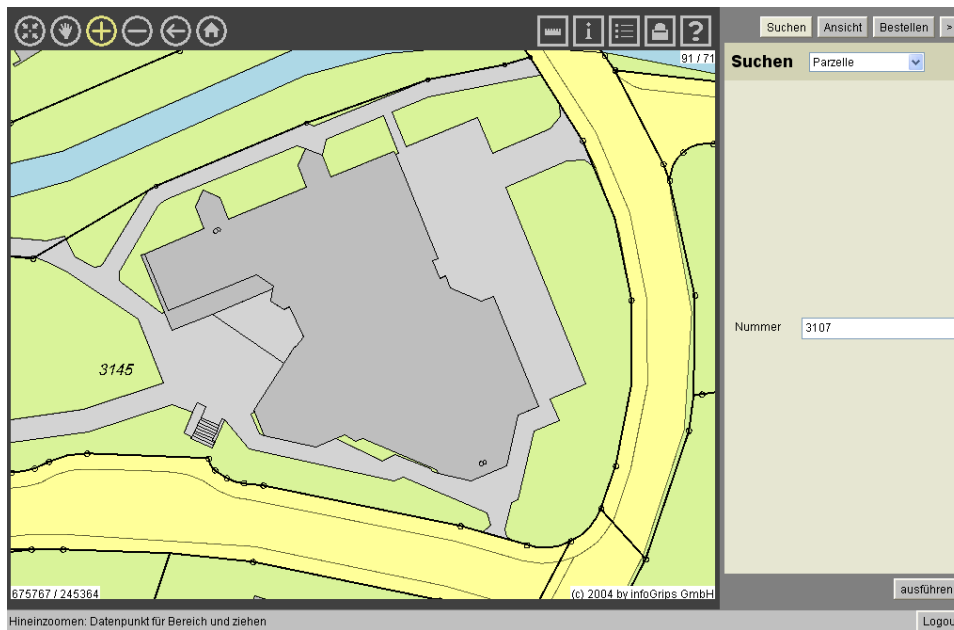 Suchen Ansicht Bestellen »
91 / 71
Suchen Parzelle
Nummer 3107
3145
675767 / 245364
(c) 2004 by infoGrips GmbH
ausführen
Hineinzoomen: Datenpunkt für Bereich und ziehen
Logou